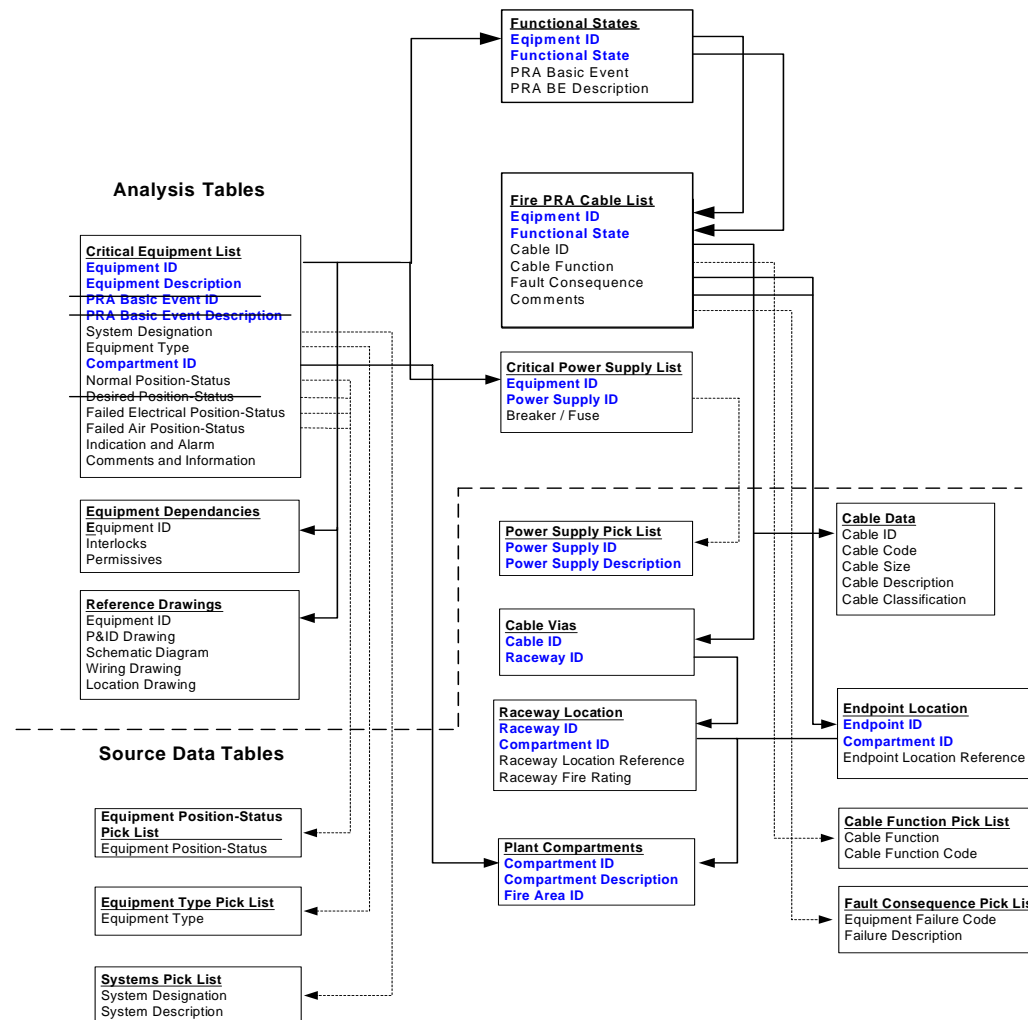 Functional States
Eqipment ID
Functional State
PRA Basic Event
PRA BE Description
Analysis Tables
Fire PRA Cable List
Eqipment ID
Functional State
Cable ID
Cable Function
Fault Consequence
Comments
Critical Equipment List
Equipment ID
Equipment Description
PRA Basic Event ID
PRA Basic Event Description
System Designation
Equipment Type
Compartment ID
Normal Position-Status
Desired Position-Status
Failed Electrical Position-Status
Failed Air Position-Status
Indication and Alarm
Comments and Information
Critical Power Supply List
Equipment ID
Power Supply ID
Breaker / Fuse
Equipment Dependancies
Equipment ID
Interlocks
Permissives
Power Supply Pick List
Power Supply ID
Power Supply Description
Cable Data
Cable ID
Cable Code
Cable Size
Cable Description
Cable Classification
Reference Drawings
Equipment ID
P&ID Drawing
Schematic Diagram
Wiring Drawing
Location Drawing
Cable Vias
Cable ID
Raceway ID
Raceway Location
Raceway ID
Compartment ID
Raceway Location Reference
Raceway Fire Rating
Endpoint Location
Endpoint ID
Compartment ID
Endpoint Location Reference
Source Data Tables
Equipment Position-Status
Pick List
Equipment Position-Status
Plant Compartments
Compartment ID
Compartment Description
Fire Area ID
Cable Function Pick List
Cable Function
Cable Function Code
Equipment Type Pick List
Equipment Type
Fault Consequence Pick Lis
Equipment Failure Code
Failure Description
Systems Pick List
System Designation
System Description